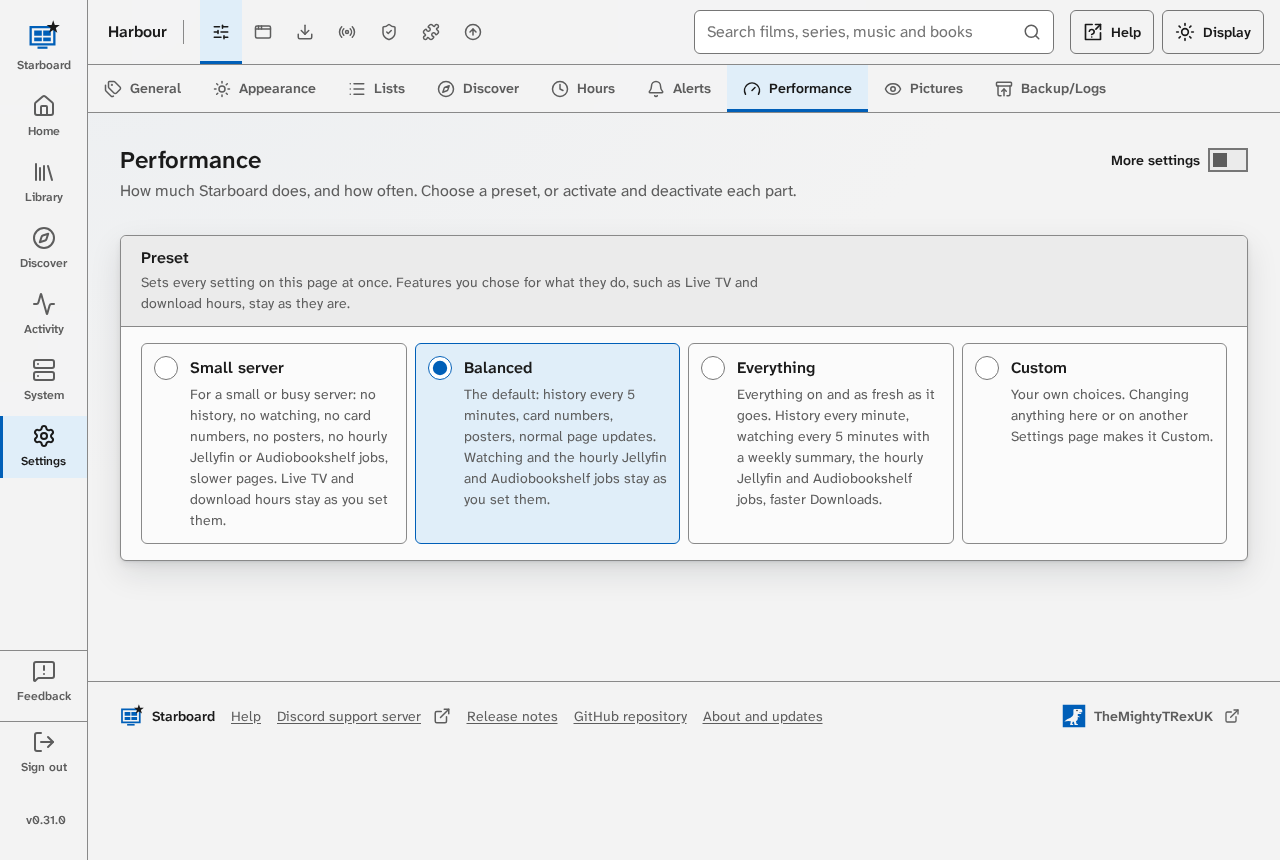 Starboard
Home
Library
Discover
Activity
System
Settings
Feedback
Sign out
v0.31.0
Harbour
Search films, series, music and books
Help
Display
General
Appearance
Lists
Discover
Hours
Alerts
Performance
Pictures
Backup/Logs
Performance
How much Starboard does, and how often. Choose a preset, or activate and deactivate each part.
More settings
Preset
Sets every setting on this page at once. Features you chose for what they do, such as Live TV and
download hours, stay as they are.
Small server
For a small or busy server: no
history, no watching, no card
numbers, no posters, no hourly
Jellyfin or Audiobookshelf jobs,
slower pages. Live TV and
download hours stay as you set
them.
Balanced
The default: history every 5
minutes, card numbers,
posters, normal page updates.
Watching and the hourly Jellyfin
and Audiobookshelf jobs stay as
you set them.
Everything
Everything on and as fresh as it
goes. History every minute,
watching every 5 minutes with
a weekly summary, the hourly
Jellyfin and Audiobookshelf
jobs, faster Downloads.
Custom
Your own choices. Changing
anything here or on another
Settings page makes it Custom.
Starboard
Help
Discord support server
Release notes
GitHub repository
About and updates
TheMightyTRexUK